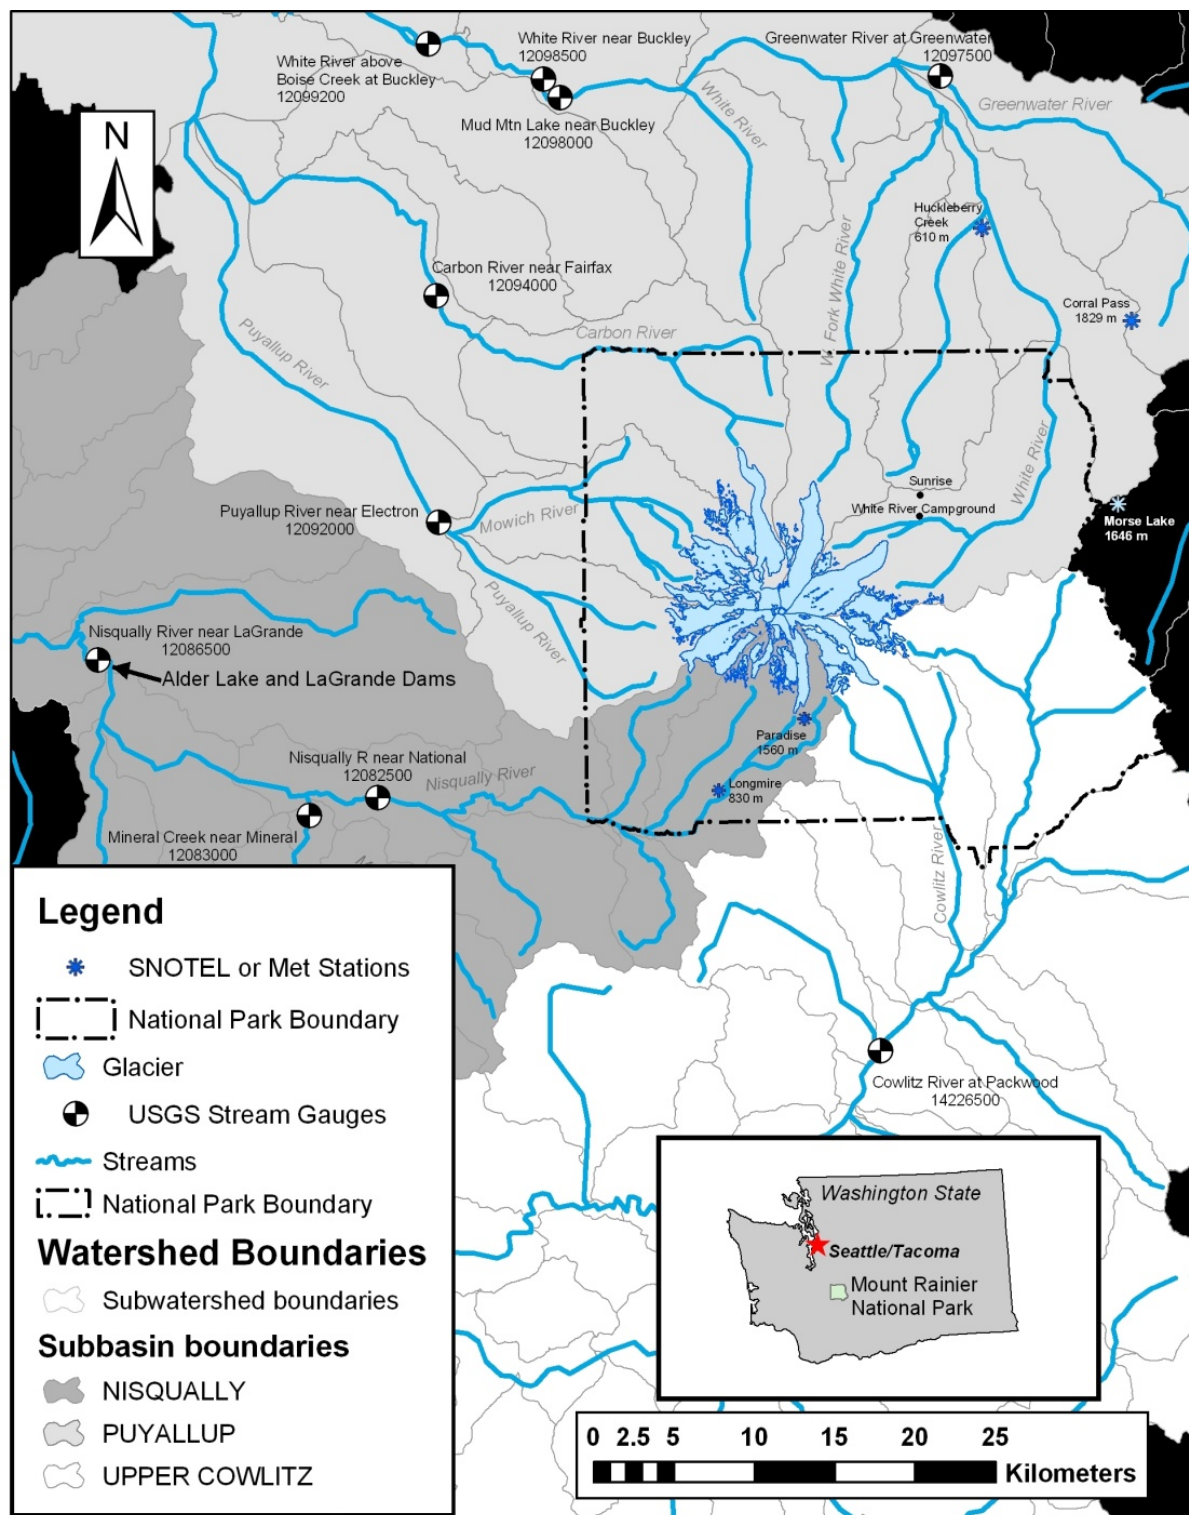 White River near Buckley
12098500
Greenwater River at Greenwater
12097500
White River above
Boise Creek at Buckley
12099200
Mud Mtn Lake near Buckley
12098000
White River
Greenwater River
N
Huckleberry
Creek
610 m
W. Fork White River
Carbon River near Fairfax
12094000
Corral Pass
1829 m
Carbon River
Puyallup River
White River
Sunrise
White River Campground
Morse Lake
1646 m
Puyallup River near Electron
12092000
Mowich River
Puyallup River
Nisqually River near LaGrande
12086500
Alder Lake and LaGrande Dams
Paradise
1560 m
Nisqually R near National
12082500
Nisqually River
Longmire
830 m
Mineral Creek near Mineral
12083000
Cowlitz River
Cowlitz River at Packwood
14226500
Legend
SNOTEL or Met Stations
National Park Boundary
Glacier
USGS Stream Gauges
Streams
National Park Boundary
Watershed Boundaries
Subwatershed boundaries
Subbasin boundaries
NISQUALLY
PUYALLUP
UPPER COWLITZ
Washington State
Seattle/Tacoma
Mount Rainier
National Park
0 2.5 5 10 15 20 25
Kilometers